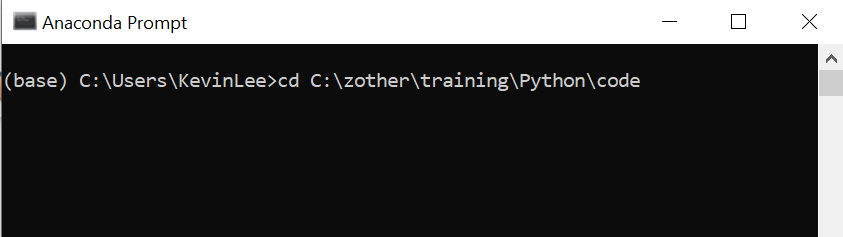 Anaconda Prompt
(base) C:\Users\KevinLee>cd C:\zother\training\Python\code